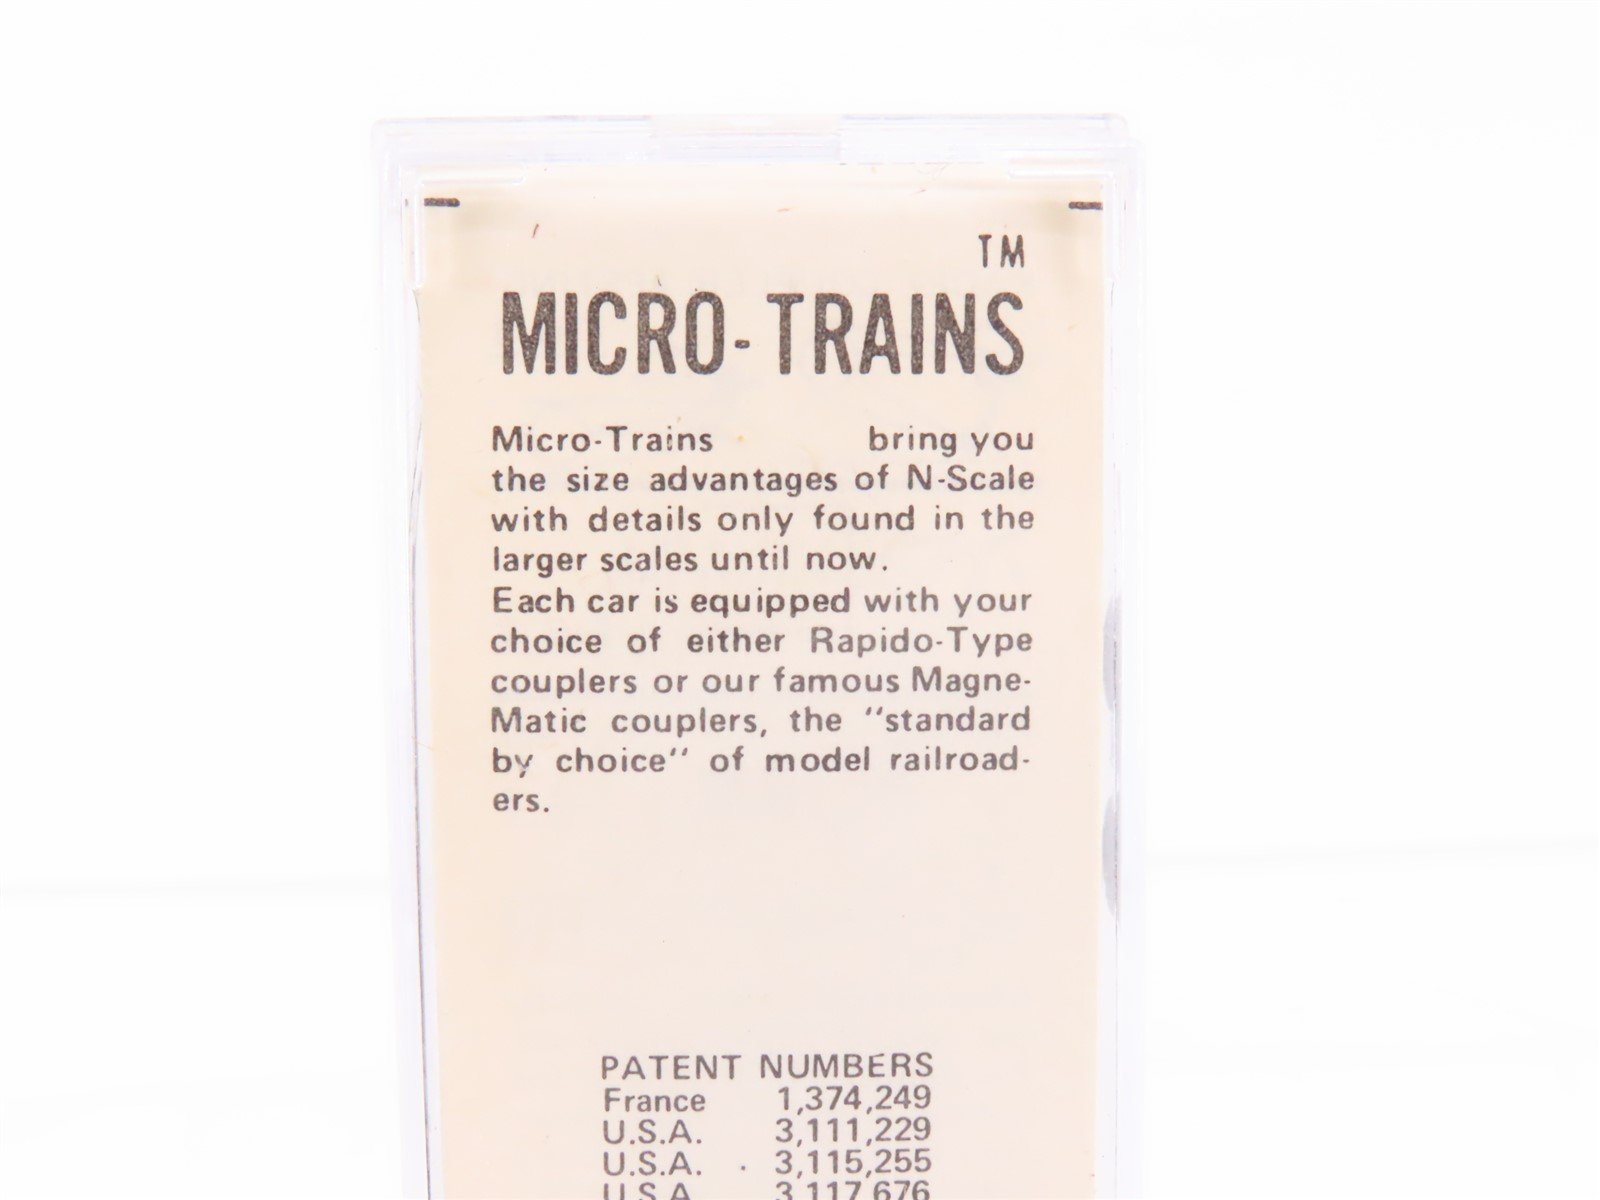 TM
MICRO-TRAINS
Micro-Trains bring you
the size advantages of N-Scale
with details only found in the
larger scales until now.
Each car is equipped with your
choice of either Rapido-Type
couplers or our famous Magne-
Matic couplers, the "standard
by choice" of model railroad-
ers.
PATENT NUMBERS
France 1,374,249
U.S.A. 3,111,229
U.S.A. 3,115,255
U.S.A. 3,117,676